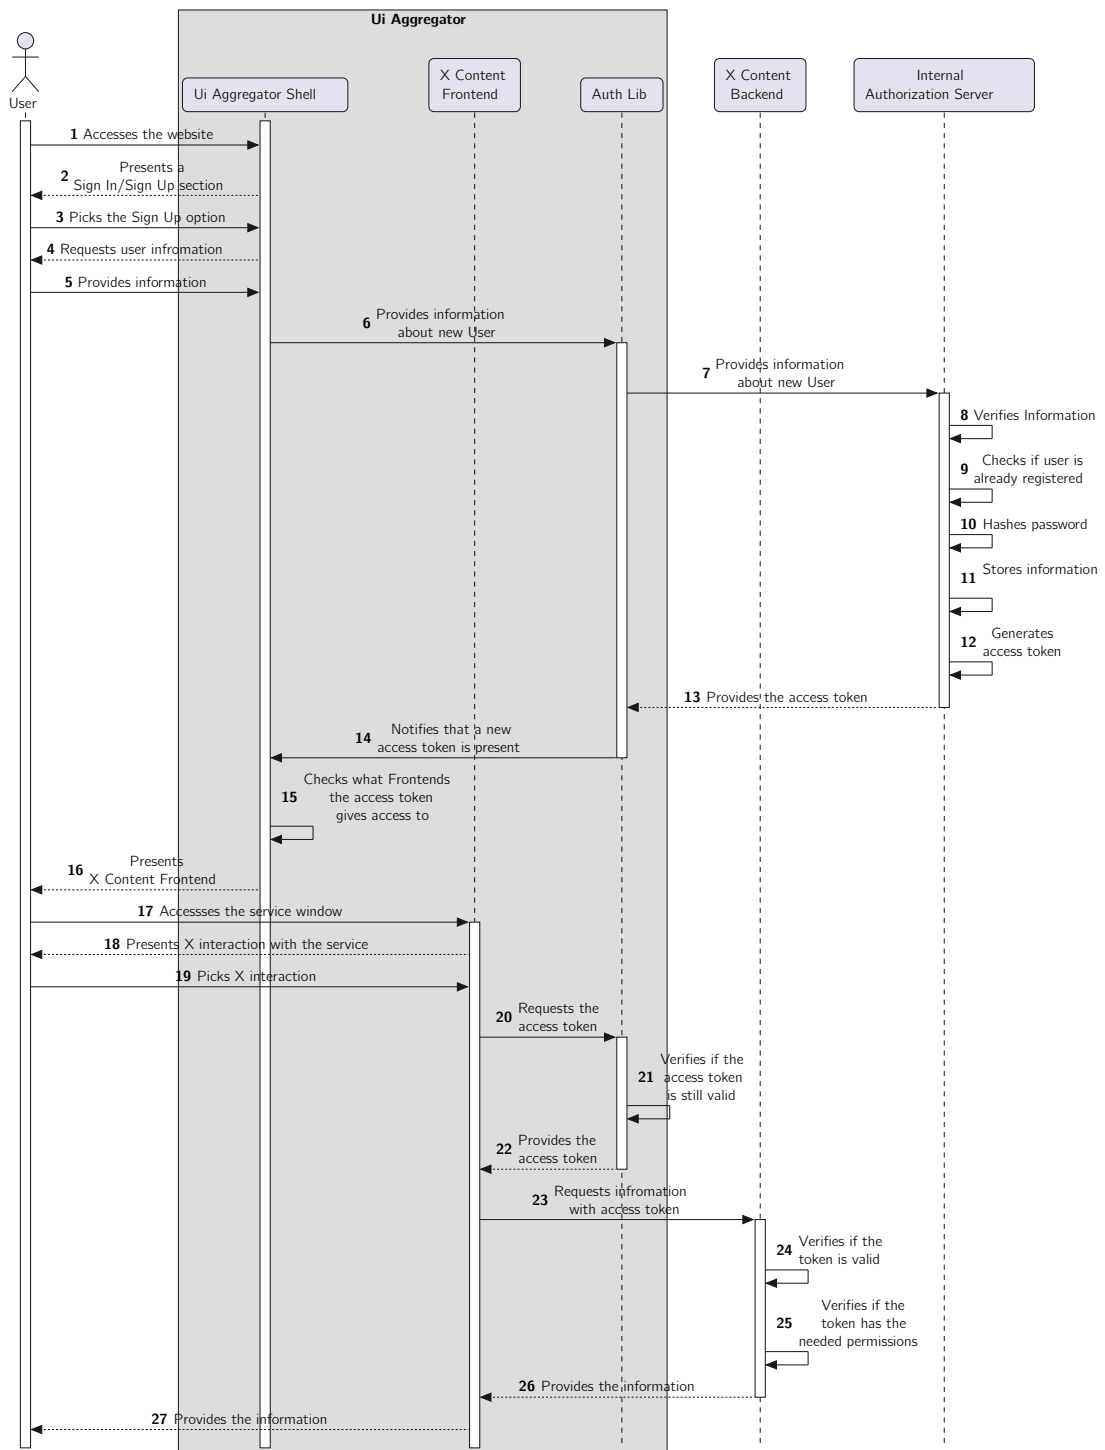 Ui Aggregator
User
Ui Aggregator Shell
X Content
Frontend
Auth Lib
X Content
Backend
Internal
Authorization Server
1 Accesses the website
2 Presents a
Sign In/Sign Up section
3 Picks the Sign Up option
4 Requests user infromation
5 Provides information
6 Provides information
about new User
7 Provides information
about new User
8 Verifies Information
9 Checks if user is
already registered
10 Hashes password
11 Stores information
12 Generates
access token
13 Provides the access token
14 Notifies that a new
access token is present
15 Checks what Frontends
the access token
gives access to
16 Presents
X Content Frontend
17 Accessses the service window
18 Presents X interaction with the service
19 Picks X interaction
20 Requests the
access token
21 Verifies if the
access token
is still valid
22 Provides the
access token
23 Requests infromation
with access token
24 Verifies if the
token is valid
25 Verifies if the
token has the
needed permissions
26 Provides the information
27 Provides the information